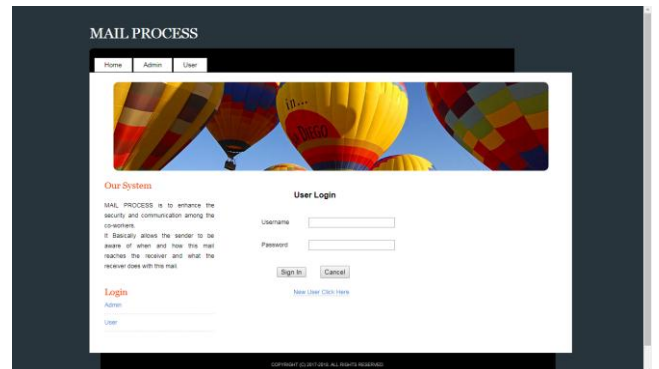 MAIL PROCESS
Home Admin User
in...
DIEGO
Our System
MAIL PROCESS is to enhance the
security and communication among the
co-workers.
It Basically allows the sender to be
aware of when and how this mail
reaches the receiver and what the
receiver does with this mail.
Login
Admin
User
User Login
Username
Password
Sign In Cancel
New User Click Here
COPYRIGHT (C) 2017-2018. ALL RIGHTS RESERVED